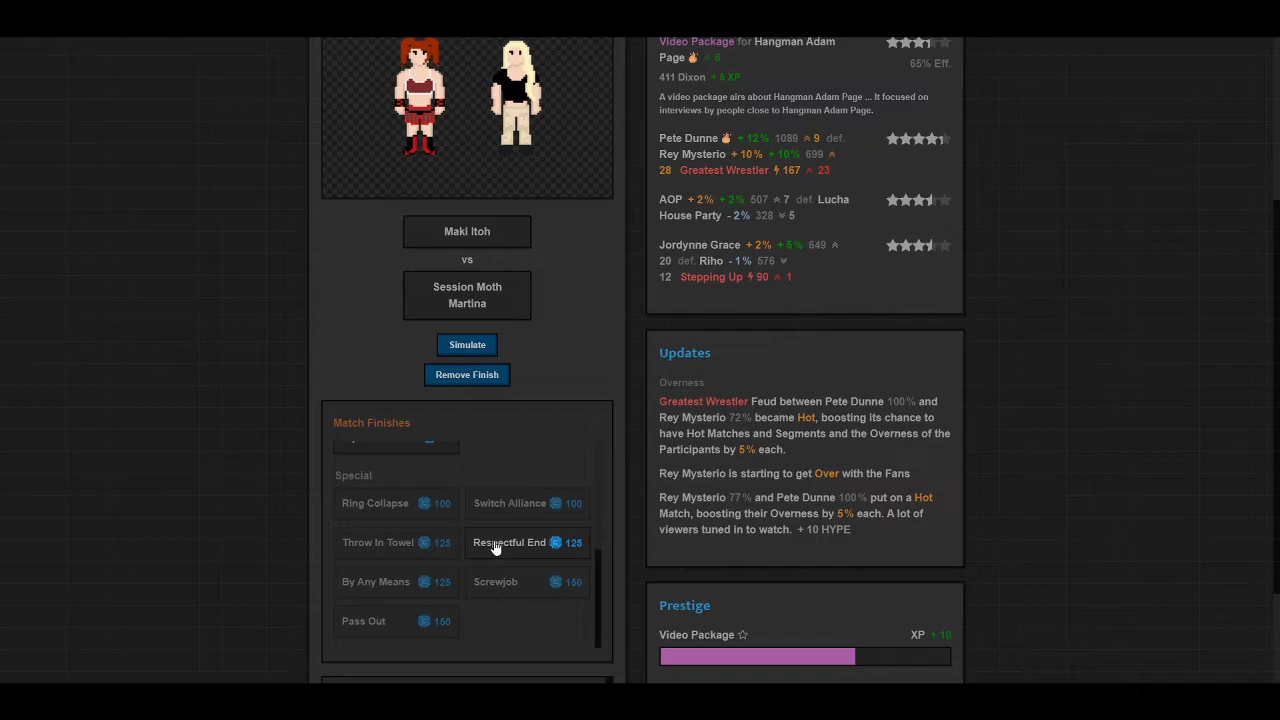 Maki Itoh
vs
Session Moth
Martina
Simulate
Remove Finish
Match Finishes
Special
Ring Collapse 100
Switch Alliance 100
Throw In Towel 125
Respectful End 125
By Any Means 125
Screwjob 150
Pass Out 150
Video Package for Hangman Adam
Page 6
65% Eff.
411 Dixon + 5 XP
A video package airs about Hangman Adam Page ... It focused on
interviews by people close to Hangman Adam Page.
Pete Dunne + 12% 1089 9 def.
Rey Mysterio + 10% + 10% 699
28 Greatest Wrestler 167 23
AOP + 2% + 2% 507 7 def. Lucha
House Party - 2% 328 5
Jordynne Grace + 2% + 5% 649
20 def. Riho - 1% 576
12 Stepping Up 90 1
Updates
Overness
Greatest Wrestler Feud between Pete Dunne 100% and
Rey Mysterio 72% became Hot, boosting its chance to
have Hot Matches and Segments and the Overness of the
Participants by 5% each.
Rey Mysterio is starting to get Over with the Fans
Rey Mysterio 77% and Pete Dunne 100% put on a Hot
Match, boosting their Overness by 5% each. A lot of
viewers tuned in to watch. + 10 HYPE
Prestige
Video Package XP + 10